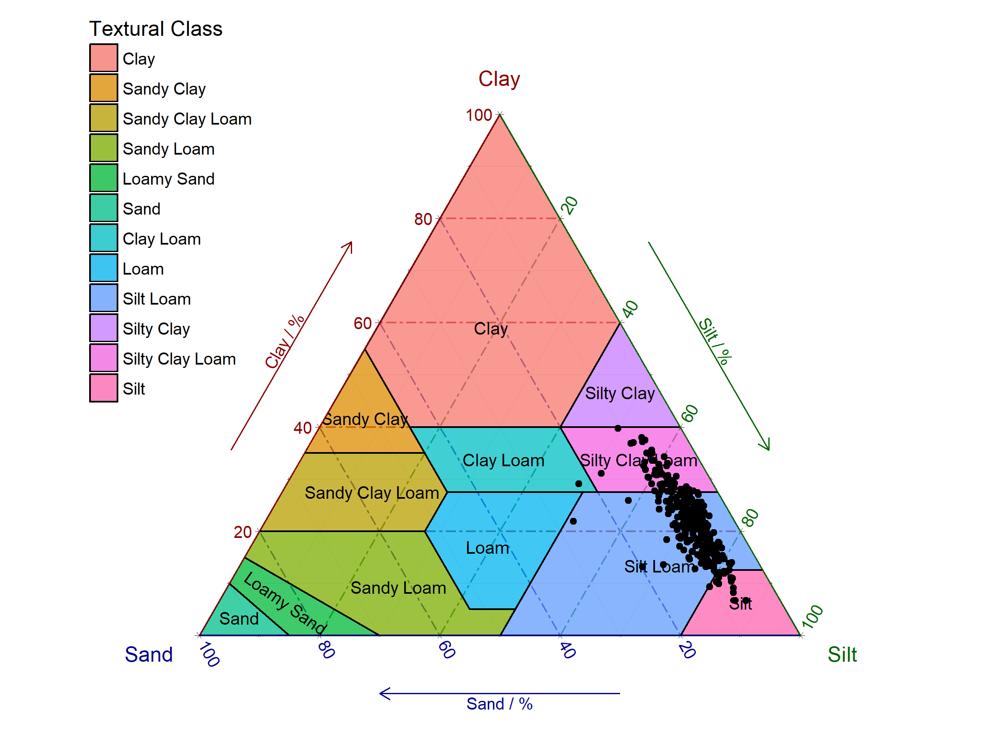 Textural Class
Clay
Sandy Clay
Sandy Clay Loam
Sandy Loam
Loamy Sand
Sand
Clay Loam
Loam
Silt Loam
Silty Clay
Silty Clay Loam
Silt
Clay
100
80
60
40
20
Clay / %
20
40
60
80
100
Silt / %
Clay
Silty Clay
Sandy Clay
Clay Loam
Silty Clay Loam
Sandy Clay Loam
Loam
Silt Loam
Sandy Loam
Loamy Sand
Sand
Silt
100
80
60
40
20
Sand
Silt
Sand / %